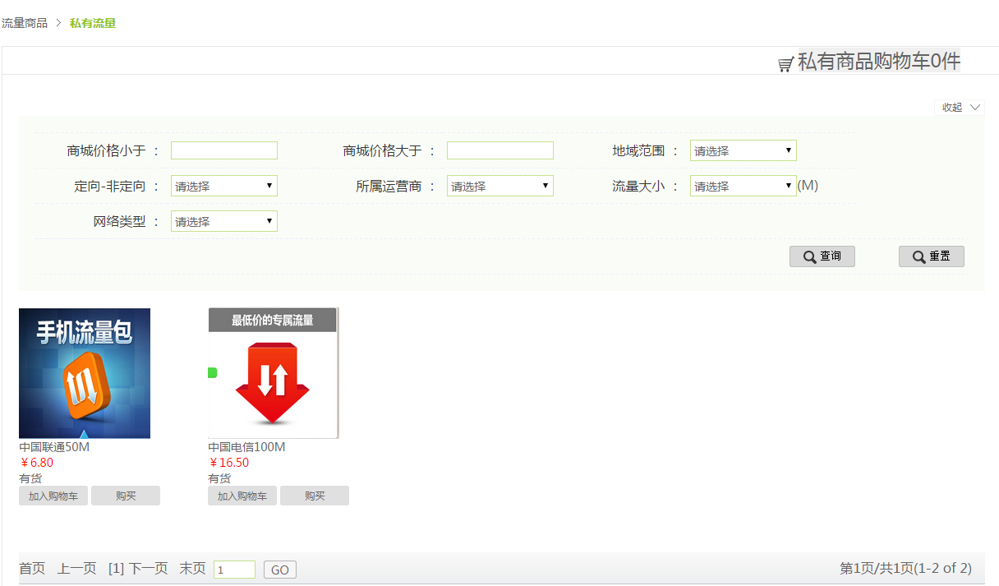 流量商品 > 私有流量
私有商品购物车0件
收起
商城价格小于 ： 商城价格大于 ： 地域范围 ： 请选择
定向-非定向 ： 请选择 所属运营商 ： 请选择 流量大小 ： 请选择 (M)
网络类型 ： 请选择
查询 重置
手机流量包
最低价的专属流量
中国联通50M 中国电信100M
￥6.80 ￥16.50
有货 有货
加入购物车 购买 加入购物车 购买
首页 上一页 [1] 下一页 末页 1 GO 第1页/共1页(1-2 of 2)